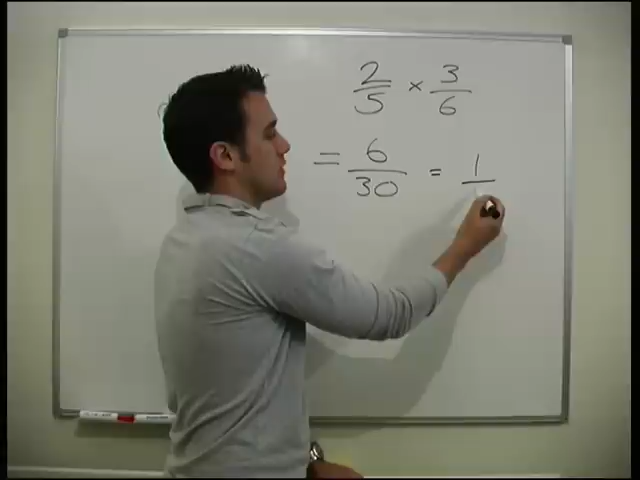 2/5 × 3/6
= 6/30 = 1/